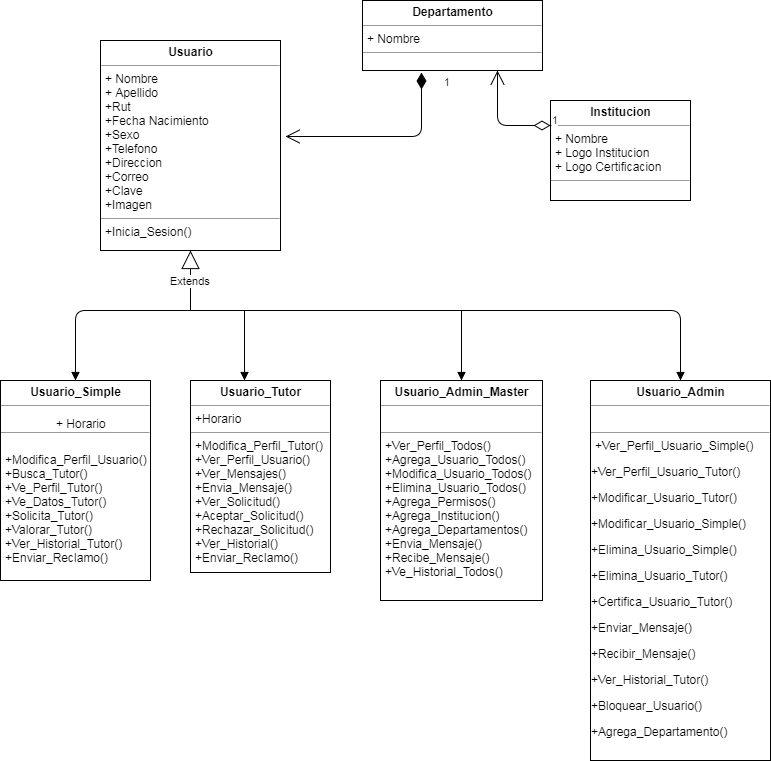 Departamento
+ Nombre
1
Usuario
+ Nombre
+ Apellido
+Rut
+Fecha Nacimiento
+Sexo
+Telefono
+Direccion
+Correo
+Clave
+Imagen
+Inicia_Sesion()
1
Institucion
+ Nombre
+ Logo Institucion
+ Logo Certificacion
Extends
Usuario_Simple
+ Horario
+Modifica_Perfil_Usuario()
+Busca_Tutor()
+Ve_Perfil_Tutor()
+Ve_Datos_Tutor()
+Solicita_Tutor()
+Valorar_Tutor()
+Ver_Historial_Tutor()
+Enviar_Reclamo()
Usuario_Tutor
+Horario
+Modifica_Perfil_Tutor()
+Ver_Perfil_Usuario()
+Ver_Mensajes()
+Envia_Mensaje()
+Ver_Solicitud()
+Aceptar_Solicitud()
+Rechazar_Solicitud()
+Ver_Historial()
+Enviar_Reclamo()
Usuario_Admin_Master
+Ver_Perfil_Todos()
+Agrega_Usuario_Todos()
+Modifica_Usuario_Todos()
+Elimina_Usuario_Todos()
+Agrega_Permisos()
+Agrega_Institucion()
+Agrega_Departamentos()
+Envia_Mensaje()
+Recibe_Mensaje()
+Ve_Historial_Todos()
Usuario_Admin
+Ver_Perfil_Usuario_Simple()
+Ver_Perfil_Usuario_Tutor()
+Modificar_Usuario_Tutor()
+Modificar_Usuario_Simple()
+Elimina_Usuario_Simple()
+Elimina_Usuario_Tutor()
+Certifica_Usuario_Tutor()
+Enviar_Mensaje()
+Recibir_Mensaje()
+Ver_Historial_Tutor()
+Bloquear_Usuario()
+Agrega_Departamento()